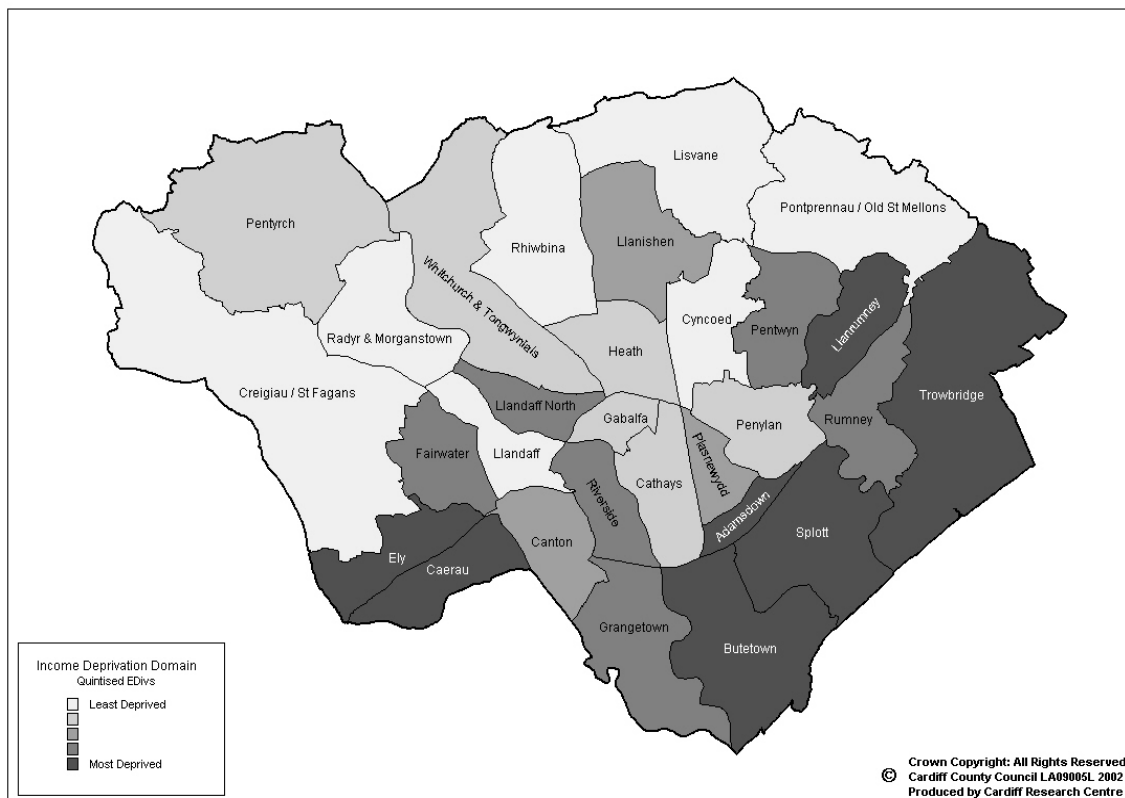 Lisvane
Pontprennau / Old St Mellons
Pentyrch
Rhiwbina
Llanishen
Whitchurch & Tongwynlais
Radyr & Morganstown
Heath
Cyncoed
Pentwyn
Llanrumney
Creigiau / St Fagans
Trowbridge
Llandaff North
Gabalfa
Penylan
Rumney
Fairwater
Llandaff
Plasnewydd
Riverside
Cathays
Adamsdown
Splott
Canton
Ely
Caerau
Grangetown
Butetown
Income Deprivation Domain
Quintised EDivs
Least Deprived
Most Deprived
© Crown Copyright: All Rights Reserved
Cardiff County Council LA09005L 2002
Produced by Cardiff Research Centre